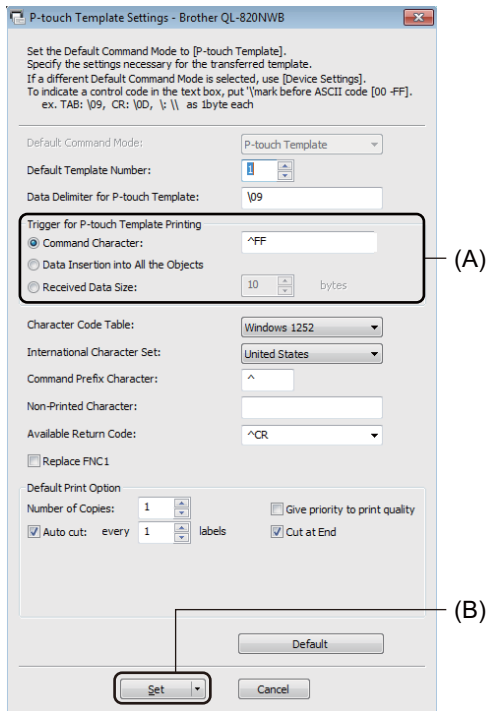 P-touch Template Settings - Brother QL-820NWB
Set the Default Command Mode to [P-touch
Template].
Specify the settings necessary for the transferred template.
If a different Default Command Mode is selected, use [Device Settings].
To indicate a control code in the text box, put '\'mark before ASCII code [00 -FF].
ex. TAB: \09, CR: \0D, \: \\ as 1byte
each
Default Command Mode: P-touch Template
Default Template Number: 1
Data Delimiter for P-touch Template: \09
Trigger for P-touch Template Printing
Command Character: ^FF
(A)
Data Insertion into All the Objects
Received Data Size: 10 bytes
Character Code Table: Windows 1252
International Character Set: United States
Command Prefix Character: ^
Non-Printed Character:
Available Return Code: ^CR
Replace FNC1
Default Print Option
Number of Copies: 1 Give priority to print quality
Auto cut: every 1 labels Cut at End
(B)
Default
Set Cancel